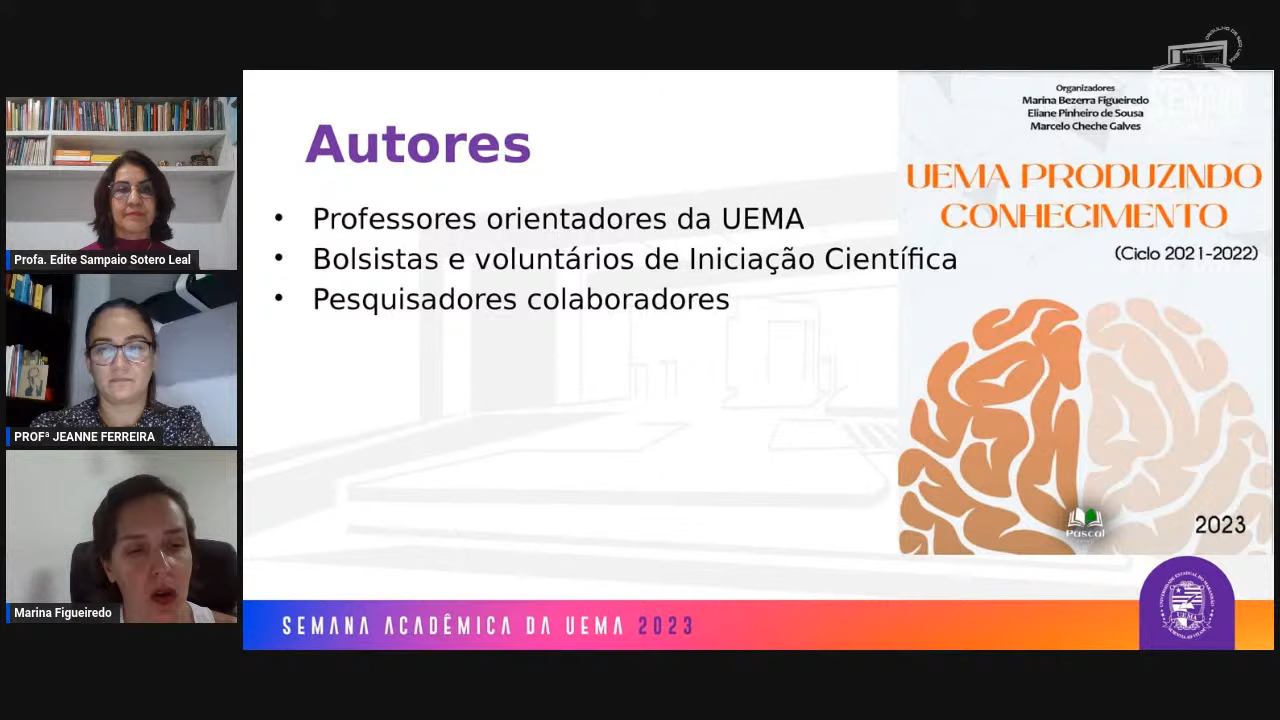 Profa. Edite Sampaio Sotero Leal
PROFª JEANNE FERREIRA
Marina Figueiredo
Autores
• Professores orientadores da UEMA
• Bolsistas e voluntários de Iniciação Científica
• Pesquisadores colaboradores
Organizadores
Marina Bezerra Figueiredo
Eliane Pinheiro de Sousa
Marcelo Cheche Galves
UEMA PRODUZINDO
CONHECIMENTO
(Ciclo 2021-2022)
Pascal
2023
SEMANA ACADÊMICA DA UEMA 2023
UEMA